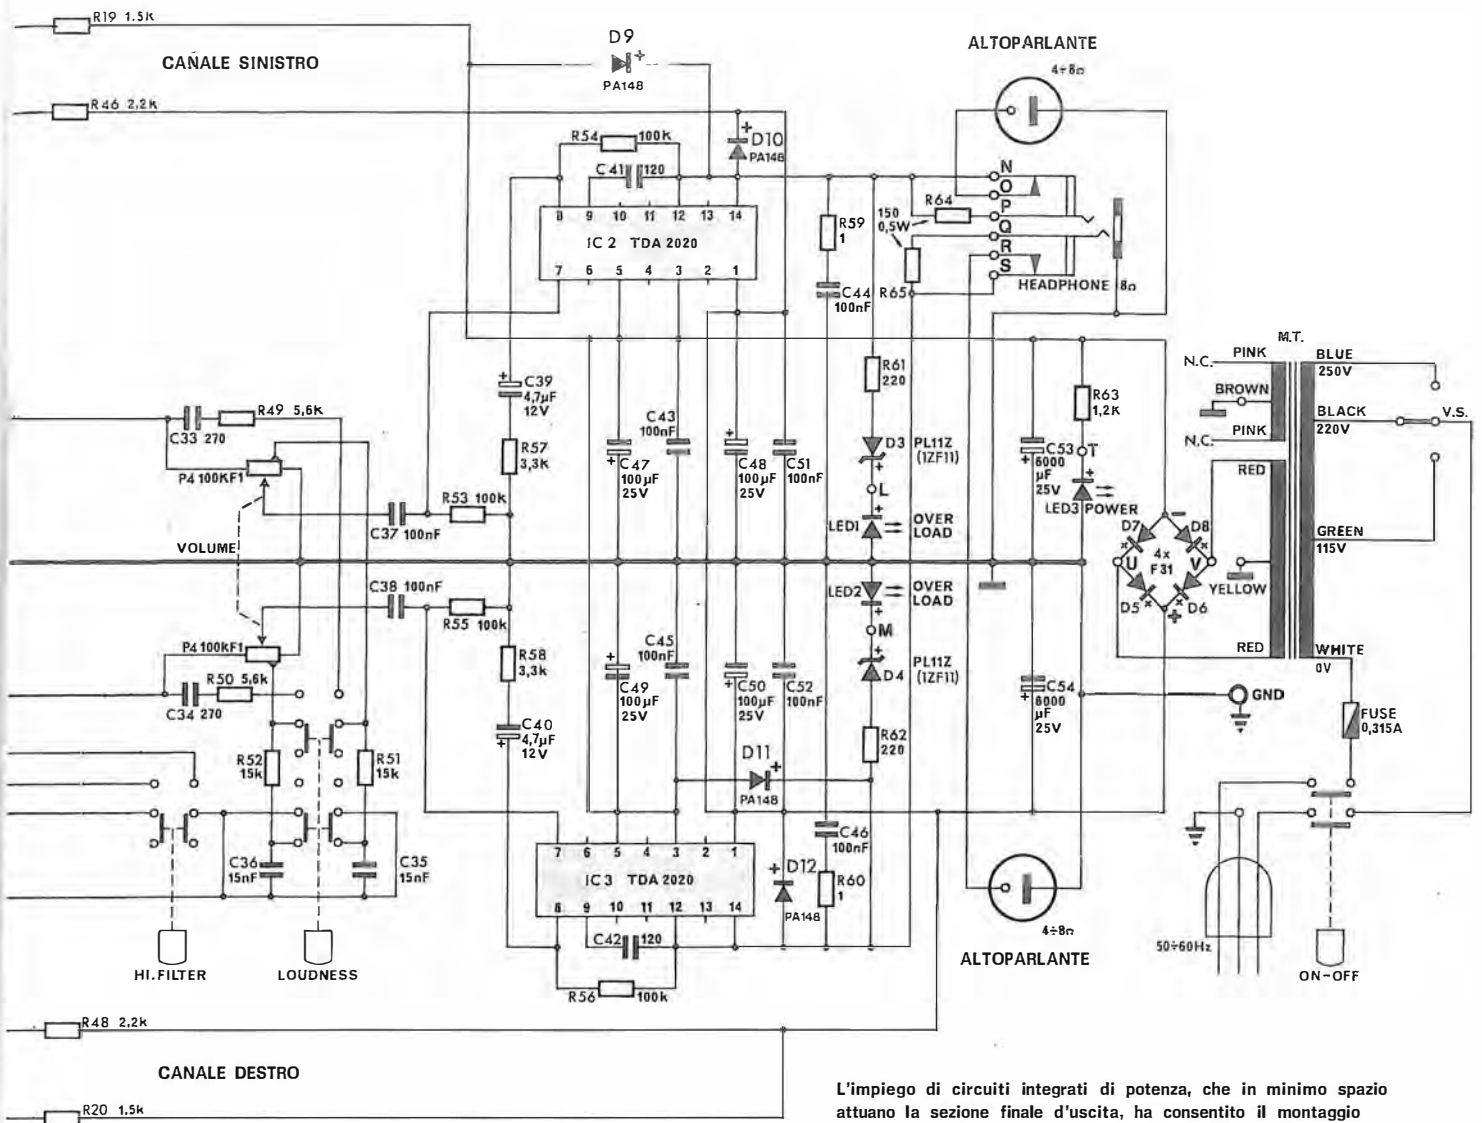 R19 1.5k
CANALE SINISTRO
D9
+
PA148
ALTOPARLANTE
4÷8Ω
R46 2,2k
R54 100k
C41 120
+
D10
PA148
8 9 10 11 12 13 14
IC2 TDA 2020
7 6 5 4 3 2 1
R59
1
C44
100nF
150
0,5W
R64
R65
N
O
P
Q
R
S
HEADPHONE 8Ω
M.T.
N.C.
PINK
BROWN
N.C.
PINK
RED
BLUE
250V
BLACK
220V
V.S.
GREEN
115V
YELLOW
RED
WHITE
0V
FUSE
0,315A
R49 5,6k
C33 270
P4 100KF1
VOLUME
C37 100nF
R53 100k
+
C39
4,7µF
12V
R57
3,3K
C43
100nF
+
C47
100µF
25V
+
C48
100µF
25V
C51
100nF
R61
220
D3
PL11Z
(1ZF11)
+
L
+
LED1
OVER
LOAD
C53
6000
µF
25V
+
R63
1,2K
T
+
LED3 POWER
D7
D8
−
4x
F31
U
V
D5
D6
+
C38 100nF
R55 100k
P4 100KF1
R50 5,6k
C34 270
R58
3,3k
+
C40
4,7µF
12V
C45
100nF
+
C49
100µF
25V
+
C50
100µF
25V
C52
100nF
LED2
OVER
LOAD
+
M
+
D4
PL11Z
(1ZF11)
R62
220
+
C54
6000
µF
25V
GND
R52
15k
R51
15k
C36
15nF
C35
15nF
D11
+
PA148
7 6 5 4 3 2 1
IC3 TDA 2020
8 9 10 11 12 13 14
C42 120
R56 100k
+
D12
PA148
C46
100nF
R60
1
4÷8Ω
ALTOPARLANTE
50÷60Hz
ON-OFF
HI.FILTER
LOUDNESS
R48 2,2k
CANALE DESTRO
R20 1,5k
L'impiego di circuiti integrati di potenza, che in minimo spazio
attuano la sezione finale d'uscita, ha consentito il montaggio